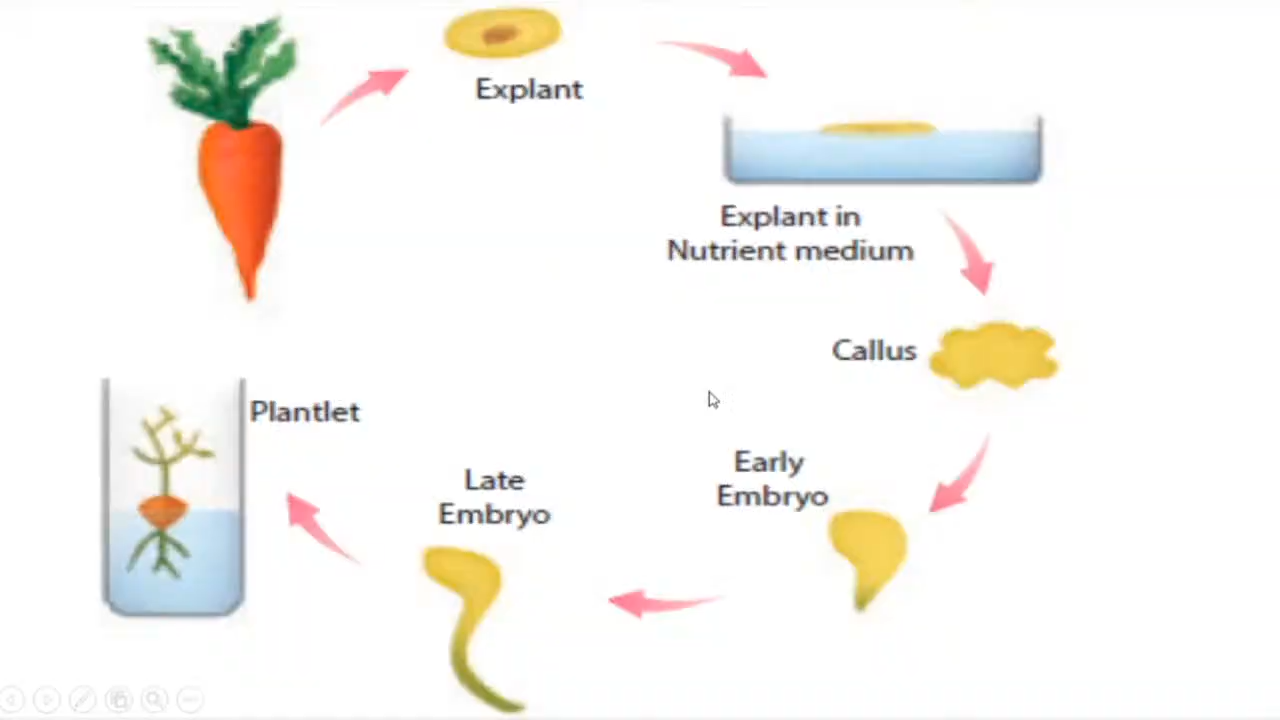 Explant
Explant in
Nutrient medium
Callus
Early
Embryo
Late
Embryo
Plantlet